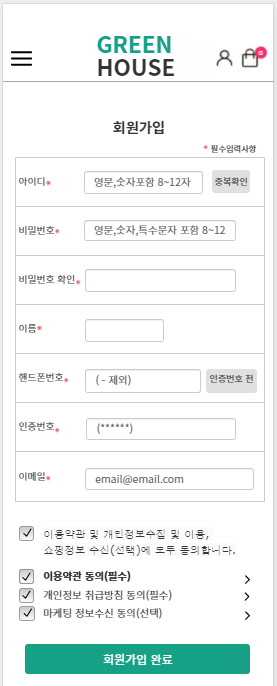 GREEN
HOUSE
0
회원가입
* 필수입력사항
아이디* 영문,숫자포함 8~12자 중복확인
비밀번호* 영문,숫자,특수문자 포함 8~12
비밀번호 확인*
이름*
핸드폰번호* ( - 제외) 인증번호 전
인증번호* (******)
이메일* email@email.com
이용약관 및 개인정보수집 및 이용,
쇼핑정보 수신(선택)에 모두 동의합니다.
이용약관 동의(필수)
개인정보 취급방침 동의(필수)
마케팅 정보수신 동의(선택)
회원가입 완료